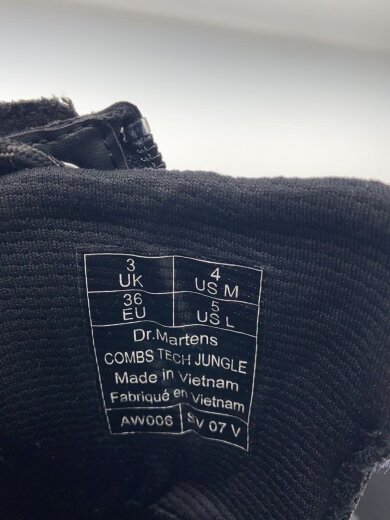 3 UK 4 US M
36 EU 5 US L
Dr.Martens
COMBS TECH JUNGLE
Made in Vietnam
Fabriqué en Vietnam
AW006 SV 07 V